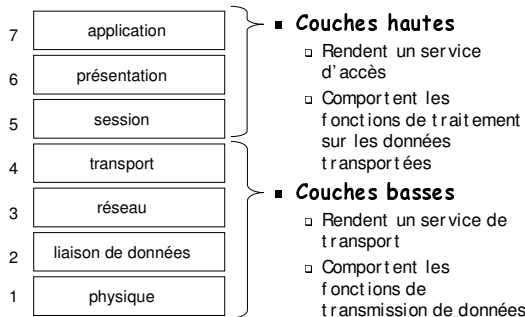 7 application
6 présentation
5 session
4 transport
3 réseau
2 liaison de données
1 physique
Couches hautes
Rendent un service
d'accès
Comportent les
fonctions de traitement
sur les données
transportées
Couches basses
Rendent un service de
transport
Comportent les
fonctions de
transmission de données